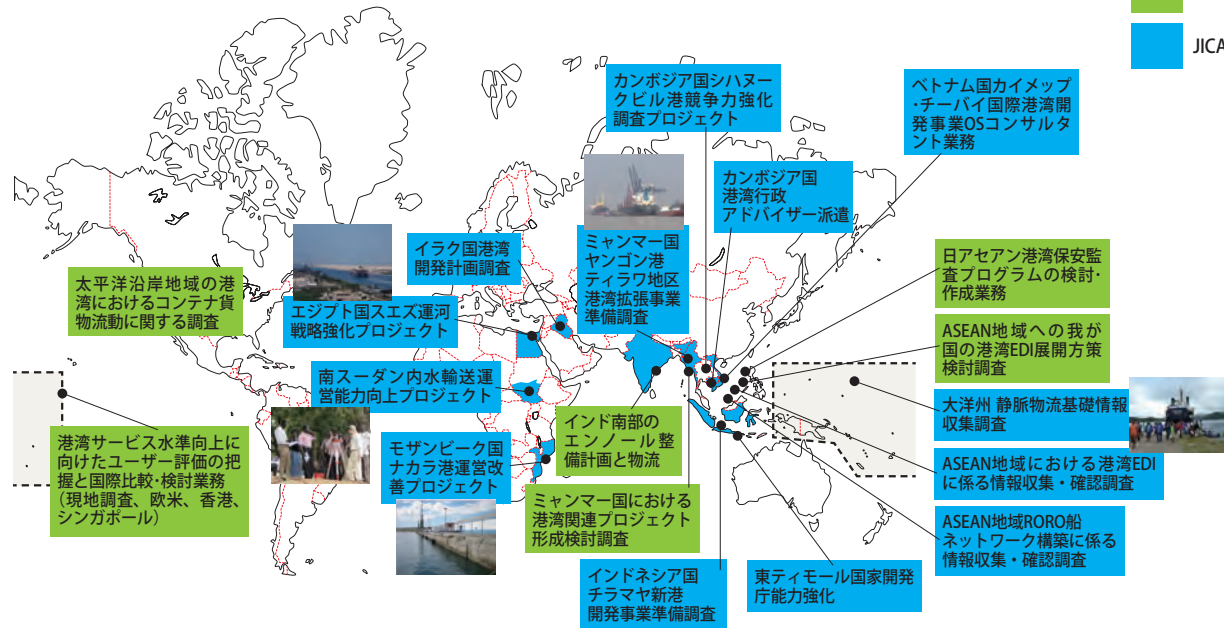 JICA
カンボジア国シハヌー
クビル港競争力強化
調査プロジェクト
ベトナム国カイメップ
・チーバイ国際港湾開
発事業OSコンサルタ
ント業務
カンボジア国
港湾行政
アドバイザー派遣
イラク国港湾
開発計画調査
ミャンマー国
ヤンゴン港
ティラワ地区
港湾拡張事業
準備調査
日アセアン港湾保安監
査プログラムの検討・
作成業務
太平洋沿岸地域の港
湾におけるコンテナ貨
物流動に関する調査
エジプト国スエズ運河
戦略強化プロジェクト
ASEAN地域への我が
国の港湾EDI展開方策
検討調査
南スーダン内水輸送運
営能力向上プロジェクト
大洋州 静脈物流基礎情報
収集調査
インド南部の
エンノール整
備計画と物流
港湾サービス水準向上に
向けたユーザー評価の把
握と国際比較・検討業務
（現地調査、欧米、香港、
シンガポール）
モザンビーク国
ナカラ港運営改
善プロジェクト
ASEAN地域における港湾EDI
に係る情報収集・確認調査
ミャンマー国における
港湾関連プロジェクト
形成検討調査
ASEAN地域RORO船
ネットワーク構築に係る
情報収集・確認調査
インドネシア国
チラマヤ新港
開発事業準備調査
東ティモール国家開発
庁能力強化